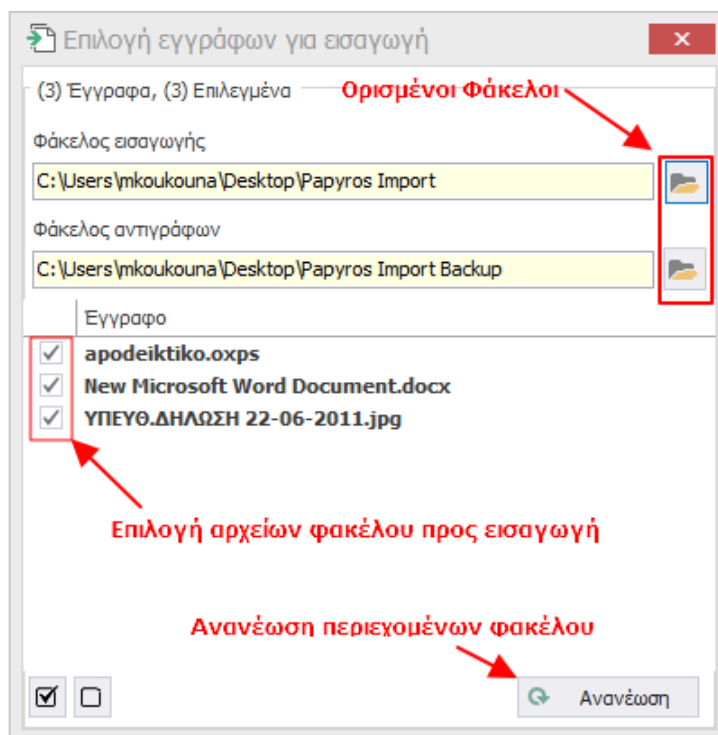 Επιλογή εγγράφων για εισαγωγή
(3) Έγγραφα, (3) Επιλεγμένα
Ορισμένοι Φάκελοι
Φάκελος εισαγωγής
C:\Users\mkoukouna\Desktop\Papyros Import
Φάκελος αντιγράφων
C:\Users\mkoukouna\Desktop\Papyros Import Backup
Έγγραφο
apodeiktiko.oxps
New Microsoft Word Document.docx
ΥΠΕΥΘ.ΔΗΛΩΣΗ 22-06-2011.jpg
Επιλογή αρχείων φακέλου προς εισαγωγή
Ανανέωση περιεχομένων φακέλου
Ανανέωση